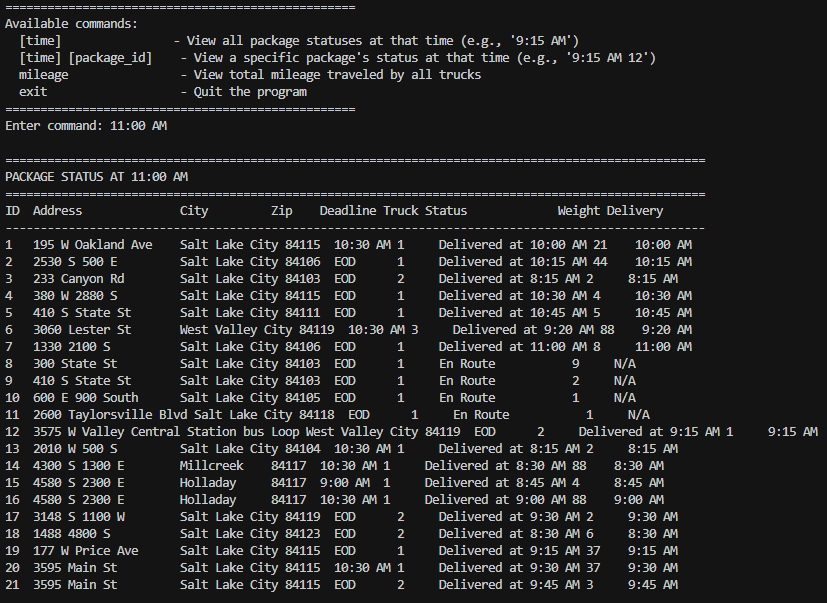 ==================================================
Available commands:
[time] - View all package statuses at that time (e.g., '9:15 AM')
[time] [package_id] - View a specific package's status at that time (e.g., '9:15 AM 12')
mileage - View total mileage traveled by all trucks
exit - Quit the program
==================================================
Enter command: 11:00 AM
====================================================================================================
PACKAGE STATUS AT 11:00 AM
====================================================================================================
ID Address City Zip Deadline Truck Status Weight Delivery
----------------------------------------------------------------------------------------------------
1 195 W Oakland Ave Salt Lake City 84115 10:30 AM 1 Delivered at 10:00 AM 21 10:00 AM
2 2530 S 500 E Salt Lake City 84106 EOD 1 Delivered at 10:15 AM 44 10:15 AM
3 233 Canyon Rd Salt Lake City 84103 EOD 2 Delivered at 8:15 AM 2 8:15 AM
4 380 W 2880 S Salt Lake City 84115 EOD 1 Delivered at 10:30 AM 4 10:30 AM
5 410 S State St Salt Lake City 84111 EOD 1 Delivered at 10:45 AM 5 10:45 AM
6 3060 Lester St West Valley City 84119 10:30 AM 3 Delivered at 9:20 AM 88 9:20 AM
7 1330 2100 S Salt Lake City 84106 EOD 1 Delivered at 11:00 AM 8 11:00 AM
8 300 State St Salt Lake City 84103 EOD 1 En Route 9 N/A
9 410 S State St Salt Lake City 84103 EOD 1 En Route 2 N/A
10 600 E 900 South Salt Lake City 84105 EOD 1 En Route 1 N/A
11 2600 Taylorsville Blvd Salt Lake City 84118 EOD 1 En Route 1 N/A
12 3575 W Valley Central Station bus Loop West Valley City 84119 EOD 2 Delivered at 9:15 AM 1 9:15 AM
13 2010 W 500 S Salt Lake City 84104 10:30 AM 1 Delivered at 8:15 AM 2 8:15 AM
14 4300 S 1300 E Millcreek 84117 10:30 AM 1 Delivered at 8:30 AM 88 8:30 AM
15 4580 S 2300 E Holladay 84117 9:00 AM 1 Delivered at 8:45 AM 4 8:45 AM
16 4580 S 2300 E Holladay 84117 10:30 AM 1 Delivered at 9:00 AM 88 9:00 AM
17 3148 S 1100 W Salt Lake City 84119 EOD 2 Delivered at 9:30 AM 2 9:30 AM
18 1488 4800 S Salt Lake City 84123 EOD 2 Delivered at 8:30 AM 6 8:30 AM
19 177 W Price Ave Salt Lake City 84115 EOD 1 Delivered at 9:15 AM 37 9:15 AM
20 3595 Main St Salt Lake City 84115 10:30 AM 1 Delivered at 9:30 AM 37 9:30 AM
21 3595 Main St Salt Lake City 84115 EOD 2 Delivered at 9:45 AM 3 9:45 AM